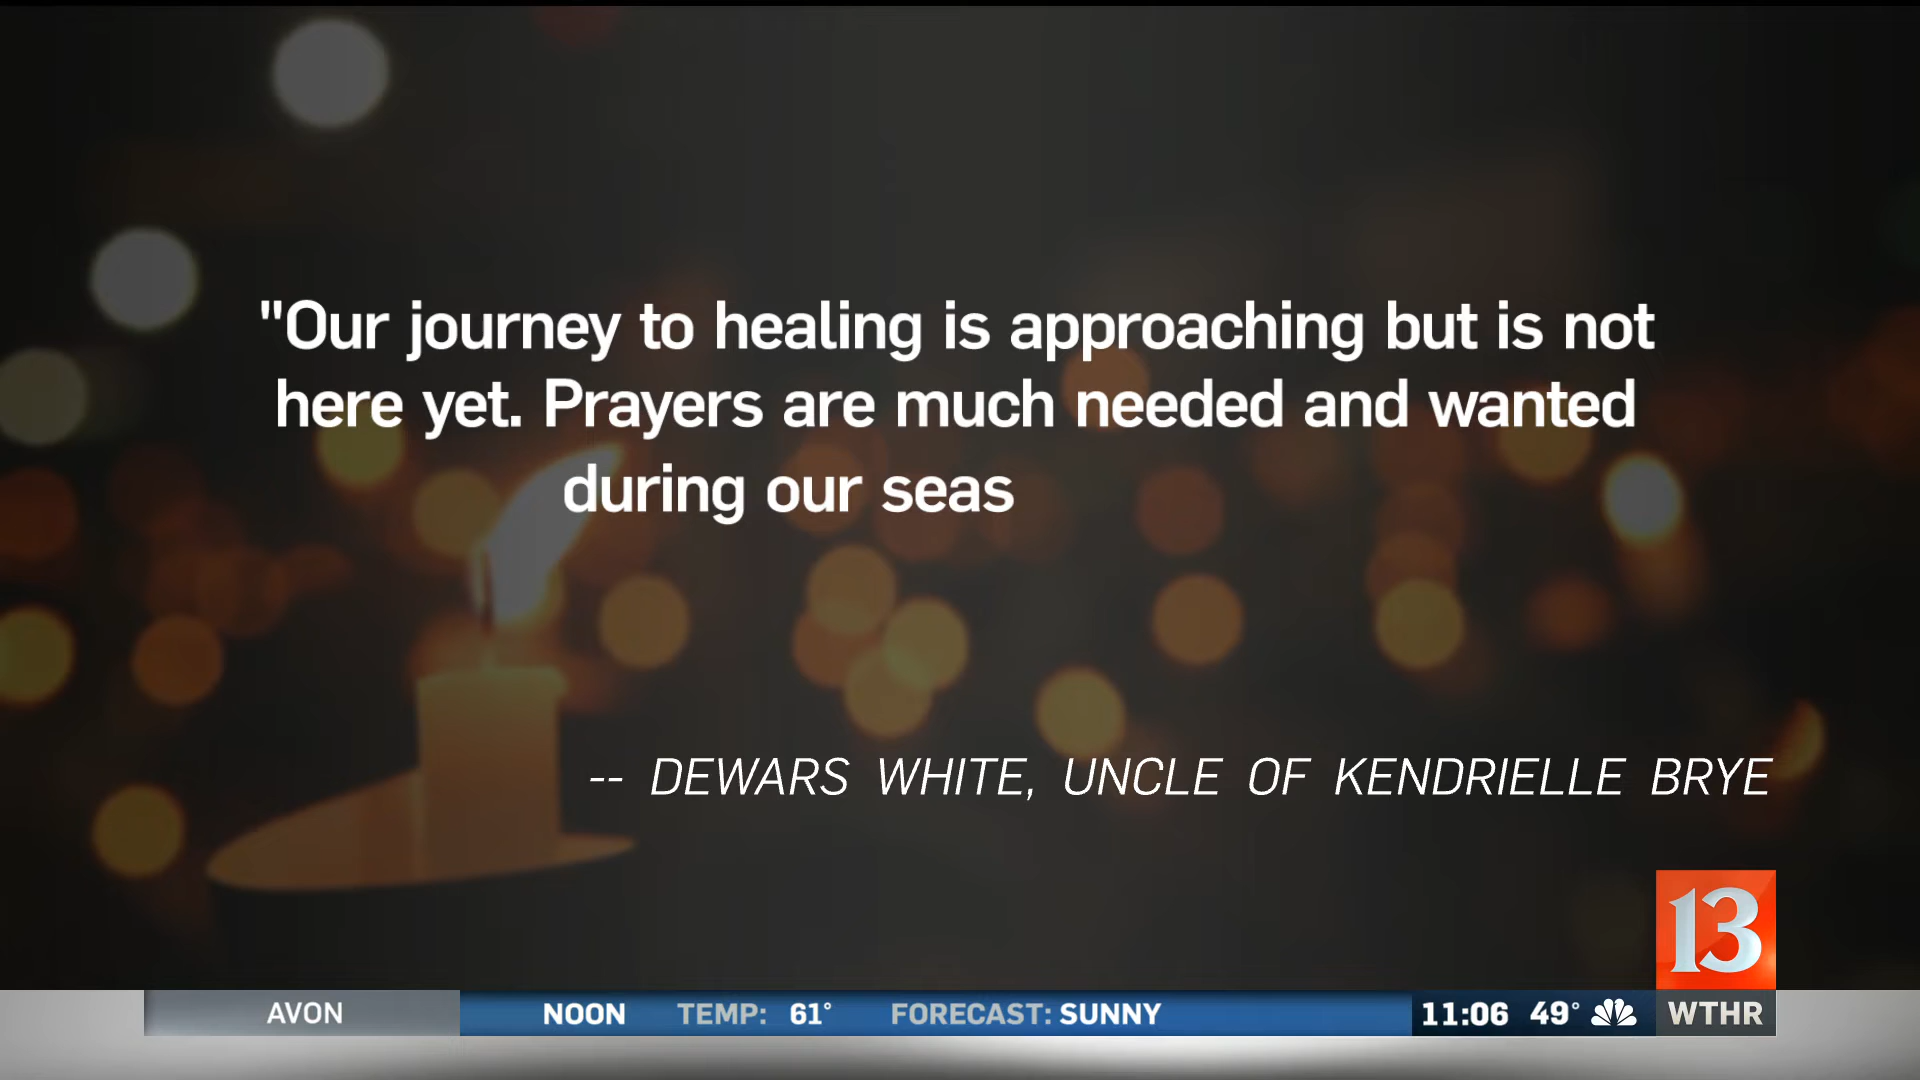 "Our journey to healing is approaching but is not
here yet. Prayers are much needed and wanted
during our seas
-- DEWARS WHITE, UNCLE OF KENDRIELLE BRYE
13
AVON NOON TEMP: 61° FORECAST: SUNNY 11:06 49° WTHR